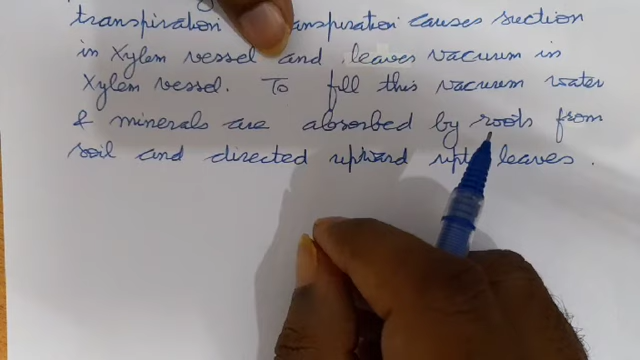 transpiration anspiration causes suction
in Xylem vessel and leaves vacuum in
Xylem vessel. To fill this vacuum water
& minerals are absorbed by roots from
soil and directed upward upto leaves.